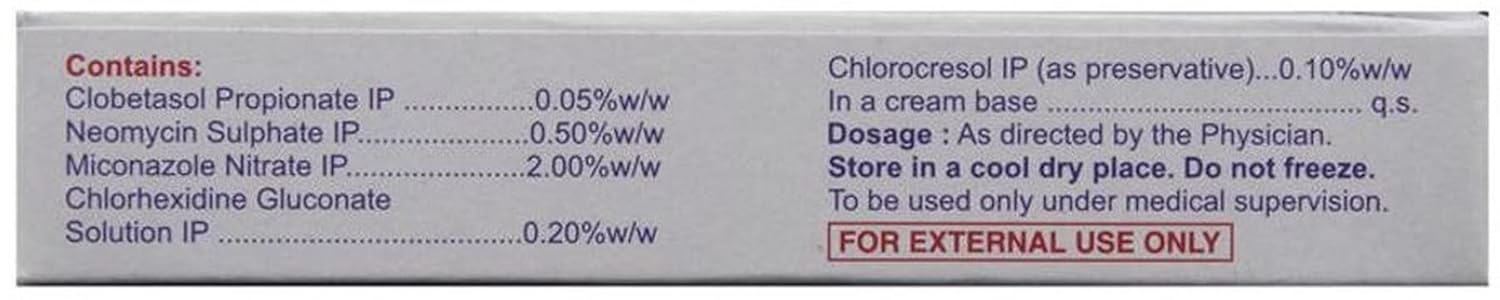 Contains:
Clobetasol Propionate IP ................0.05%w/w
Neomycin Sulphate IP.....................0.50%w/w
Miconazole Nitrate IP......................2.00%w/w
Chlorhexidine Gluconate
Solution IP .....................................0.20%w/w
Chlorocresol IP (as preservative)...0.10%w/w
In a cream base ...................................... q.s.
Dosage : As directed by the Physician.
Store in a cool dry place. Do not freeze.
To be used only under medical supervision.
FOR EXTERNAL USE ONLY